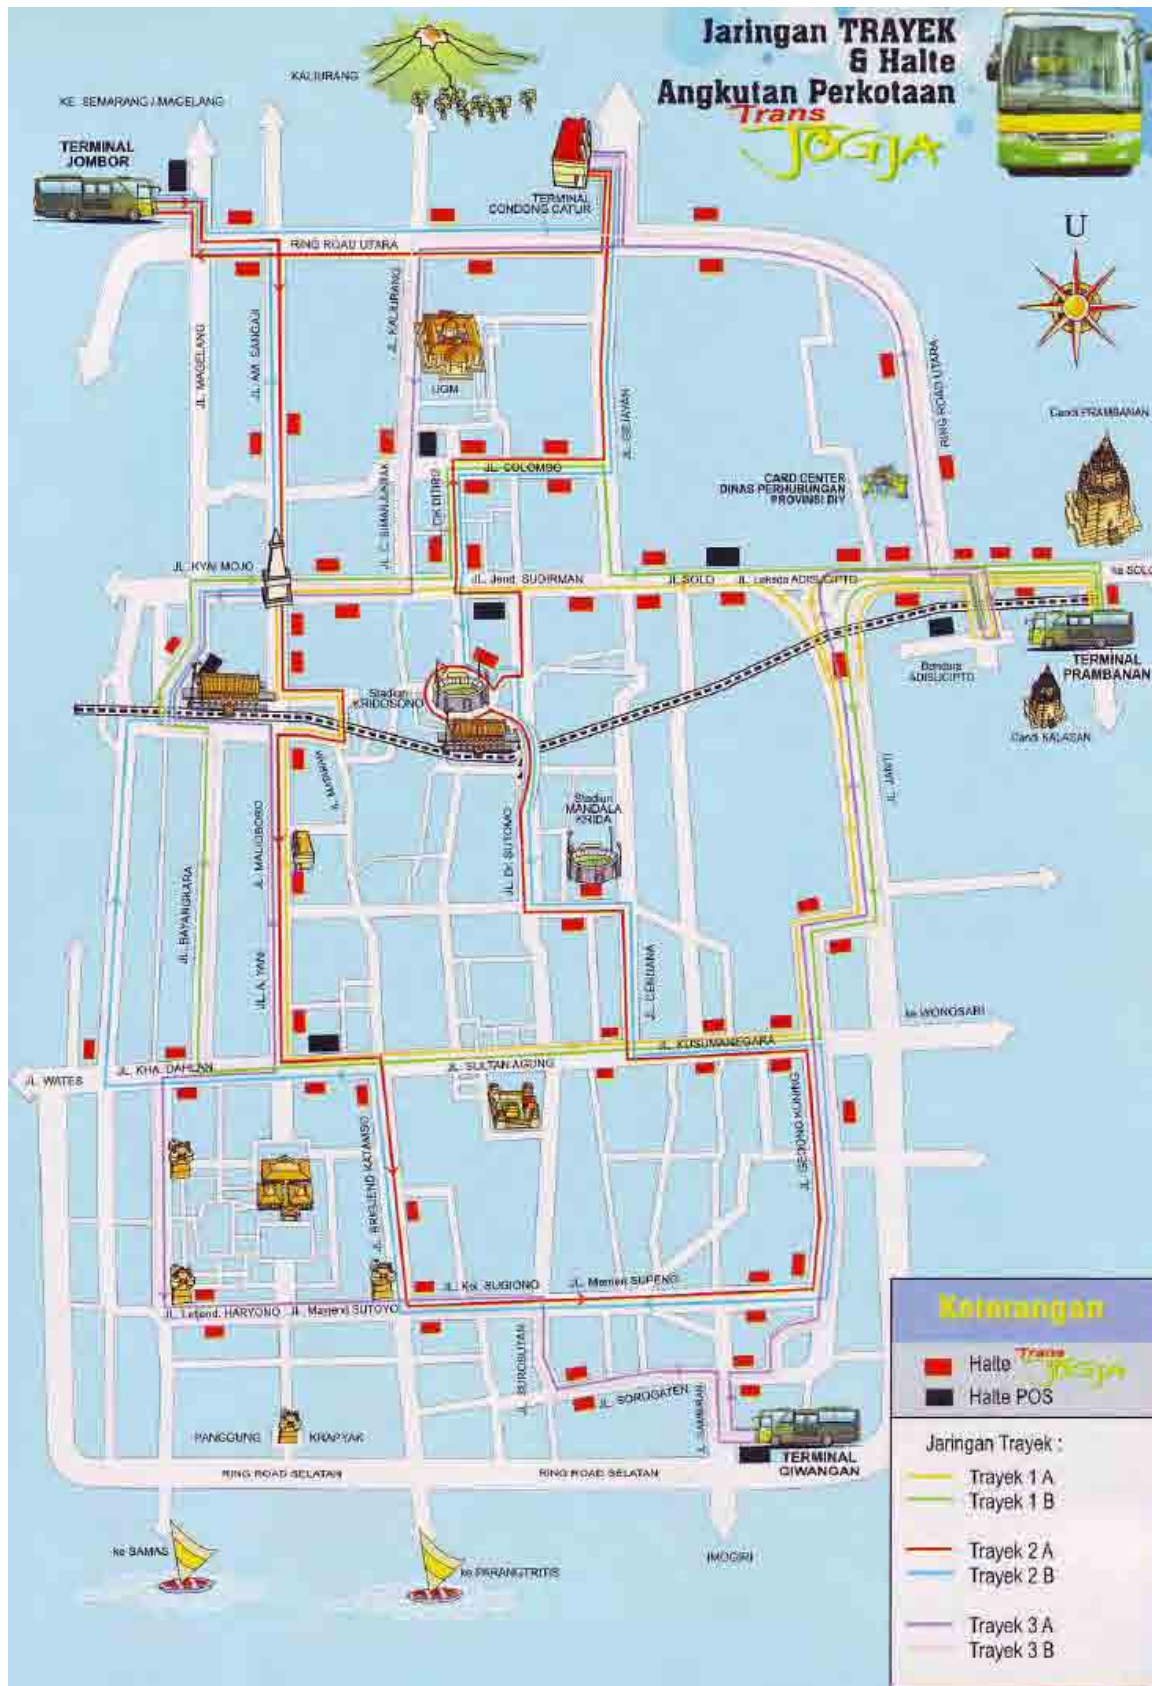 Jaringan TRAYEK
& Halte
Angkutan Perkotaan
Trans
JOGJA
KALIURANG
KE SEMARANG / MAGELANG
TERMINAL
JOMBOR
TERMINAL
CONDONG CATUR
U
RING ROAD UTARA
JL. MAGELANG
JL. AM. SANGAJI
JL. KALIURANG
UGM
JL. GEJAYAN
RING ROAD UTARA
Candi PRAMBANAN
JL. COLOMBO
CIK DITIRO
JL. C. SIMANJUNTAK
CARD CENTER
DINAS PERHUBUNGAN
PROVINSI DIY
JL. KYAI MOJO
JL. Jend. SUDIRMAN
JL. SOLO
JL. Laksda ADISUCIPTO
ke SOLO
Stadiun
KRIDOSONO
Bandara
ADISUCIPTO
TERMINAL
PRAMBANAN
Candi KALASAN
JL. MATARAM
JL. JANTI
Stadiun
MANDALA
KRIDA
JL. MALIOBORO
JL. Dr. SUTOMO
JL. BAYANGKARA
JL. A. YANI
JL. CENDANA
ke WONOSARI
JL. KUSUMANEGARA
JL. KHA. DAHLAN
JL. SULTAN AGUNG
JL. WATES
JL. GEDONG KUNING
JL. BRIGJEND KATAMSO
JL. Kol. SUGIONO
JL. Menteri SUPENO
JL. Letjend. HARYONO
JL. Mayjend SUTOYO
JL. SOROGATEN
PANGGUNG
KRAPYAK
TERMINAL
GIWANGAN
RING ROAD SELATAN
RING ROAD SELATAN
ke SAMAS
ke PARANGTRITIS
IMOGIRI
Keterangan
Halte
Trans
JOGJA
Halte POS
Jaringan Trayek :
Trayek 1 A
Trayek 1 B
Trayek 2 A
Trayek 2 B
Trayek 3 A
Trayek 3 B